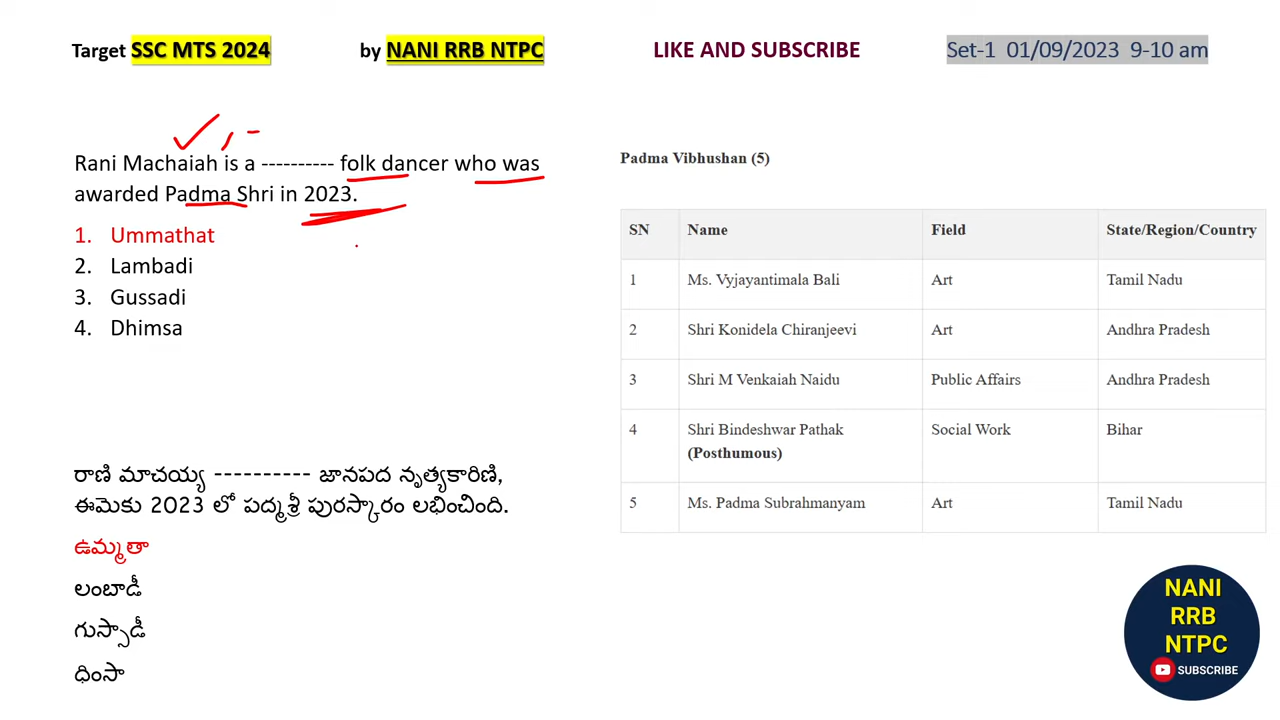 Target SSC MTS 2024 by NANI RRB NTPC LIKE AND SUBSCRIBE Set-1 01/09/2023 9-10 am
Rani Machaiah is a ---------- folk dancer who was
awarded Padma Shri in 2023.
1. Ummathat
2. Lambadi
3. Gussadi
4. Dhimsa
రాణి మాచయ్య ---------- జానపద నృత్యకారిణి,
ఈమెకు 2023 లో పద్మశ్రీ పురస్కారం లభించింది.
ఉమ్మతా
లంబాడీ
గుస్సాడీ
ధింసా
Padma Vibhushan (5)
SN Name Field State/Region/Country
1 Ms. Vyjayantimala Bali Art Tamil Nadu
2 Shri Konidela Chiranjeevi Art Andhra Pradesh
3 Shri M Venkaiah Naidu Public Affairs Andhra Pradesh
4 Shri Bindeshwar Pathak Social Work Bihar
(Posthumous)
5 Ms. Padma Subrahmanyam Art Tamil Nadu
NANI
RRB
NTPC
SUBSCRIBE